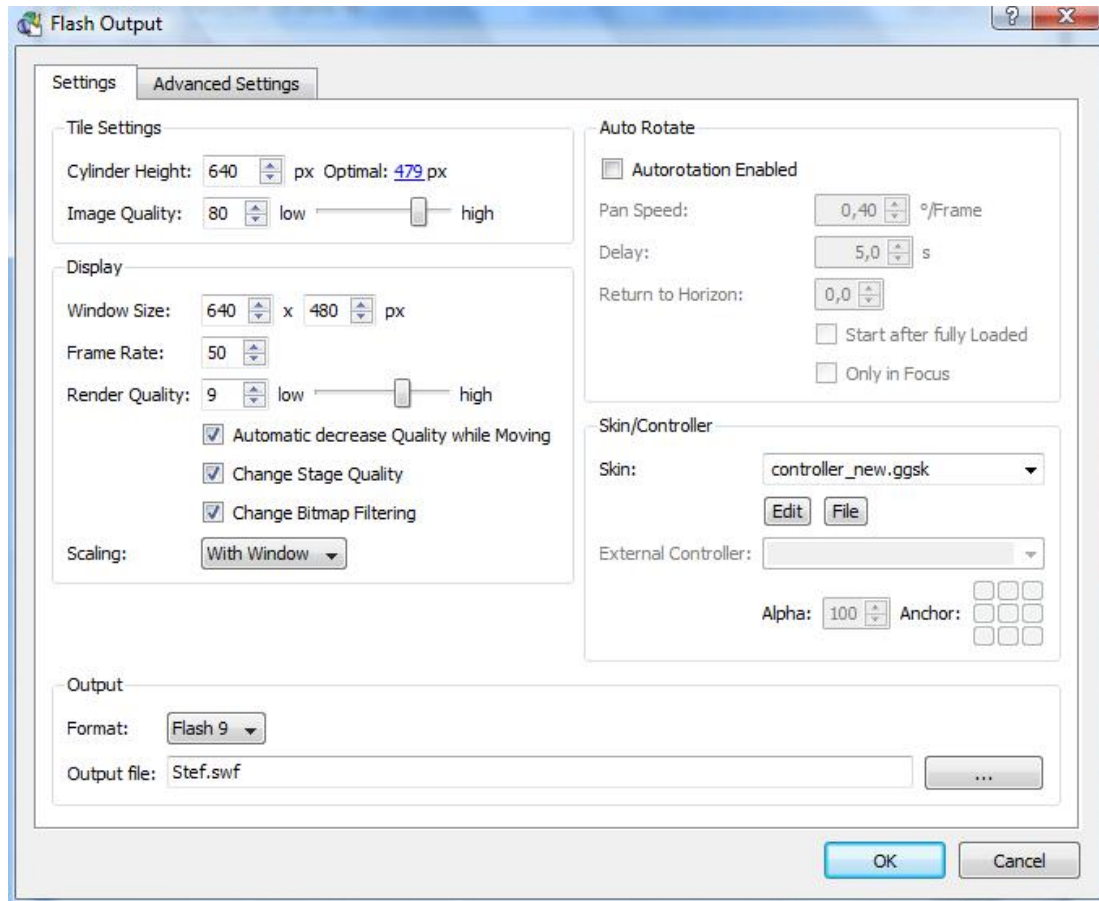 Flash Output
Settings
Advanced Settings
Tile Settings
Cylinder Height: 640 px Optimal: 479 px
Image Quality: 80 low high
Display
Window Size: 640 x 480 px
Frame Rate: 50
Render Quality: 9 low high
Automatic decrease Quality while Moving
Change Stage Quality
Change Bitmap Filtering
Scaling: With Window
Auto Rotate
Autorotation Enabled
Pan Speed: 0,40 °/Frame
Delay: 5,0 s
Return to Horizon: 0,0
Start after fully Loaded
Only in Focus
Skin/Controller
Skin: controller_new.ggsk
Edit File
External Controller:
Alpha: 100 Anchor:
Output
Format: Flash 9
Output file: Stef.swf ...
OK Cancel